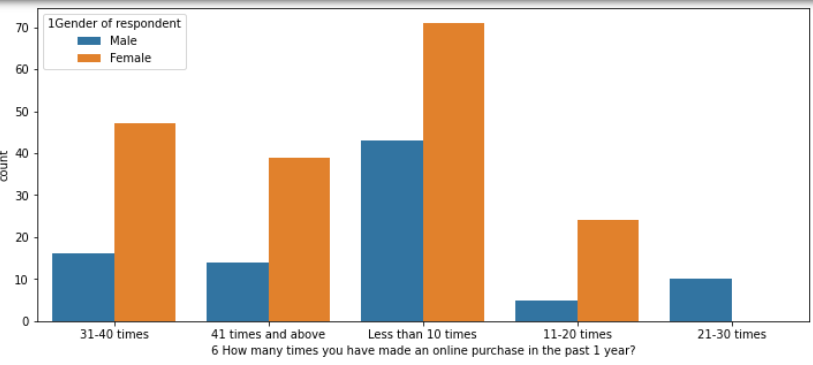 1Gender of respondent
Male
Female
70
60
50
40
30
20
10
0
count
31-40 times 41 times and above Less than 10 times 11-20 times 21-30 times
6 How many times you have made an online purchase in the past 1 year?